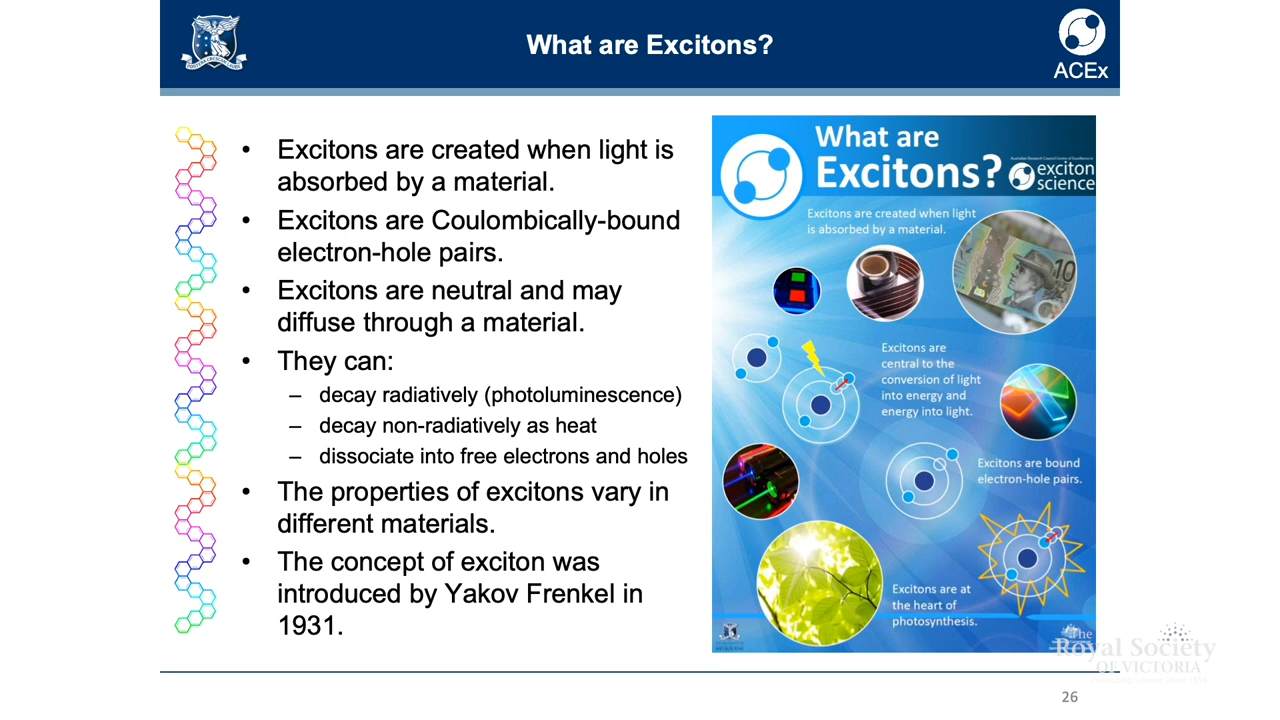 What are Excitons?
ACEx
• Excitons are created when light is
absorbed by a material.
• Excitons are Coulombically-bound
electron-hole pairs.
• Excitons are neutral and may
diffuse through a material.
• They can:
– decay radiatively (photoluminescence)
– decay non-radiatively as heat
– dissociate into free electrons and holes
• The properties of excitons vary in
different materials.
• The concept of exciton was
introduced by Yakov Frenkel in
1931.
What are
Excitons?
exciton
science
Excitons are created when light
is absorbed by a material.
10
Excitons are
central to the
conversion of light
into energy and
energy into light.
Excitons are bound
electron-hole pairs.
Excitons are at
the heart of
photosynthesis.
The
Royal Society
OF VICTORIA
26